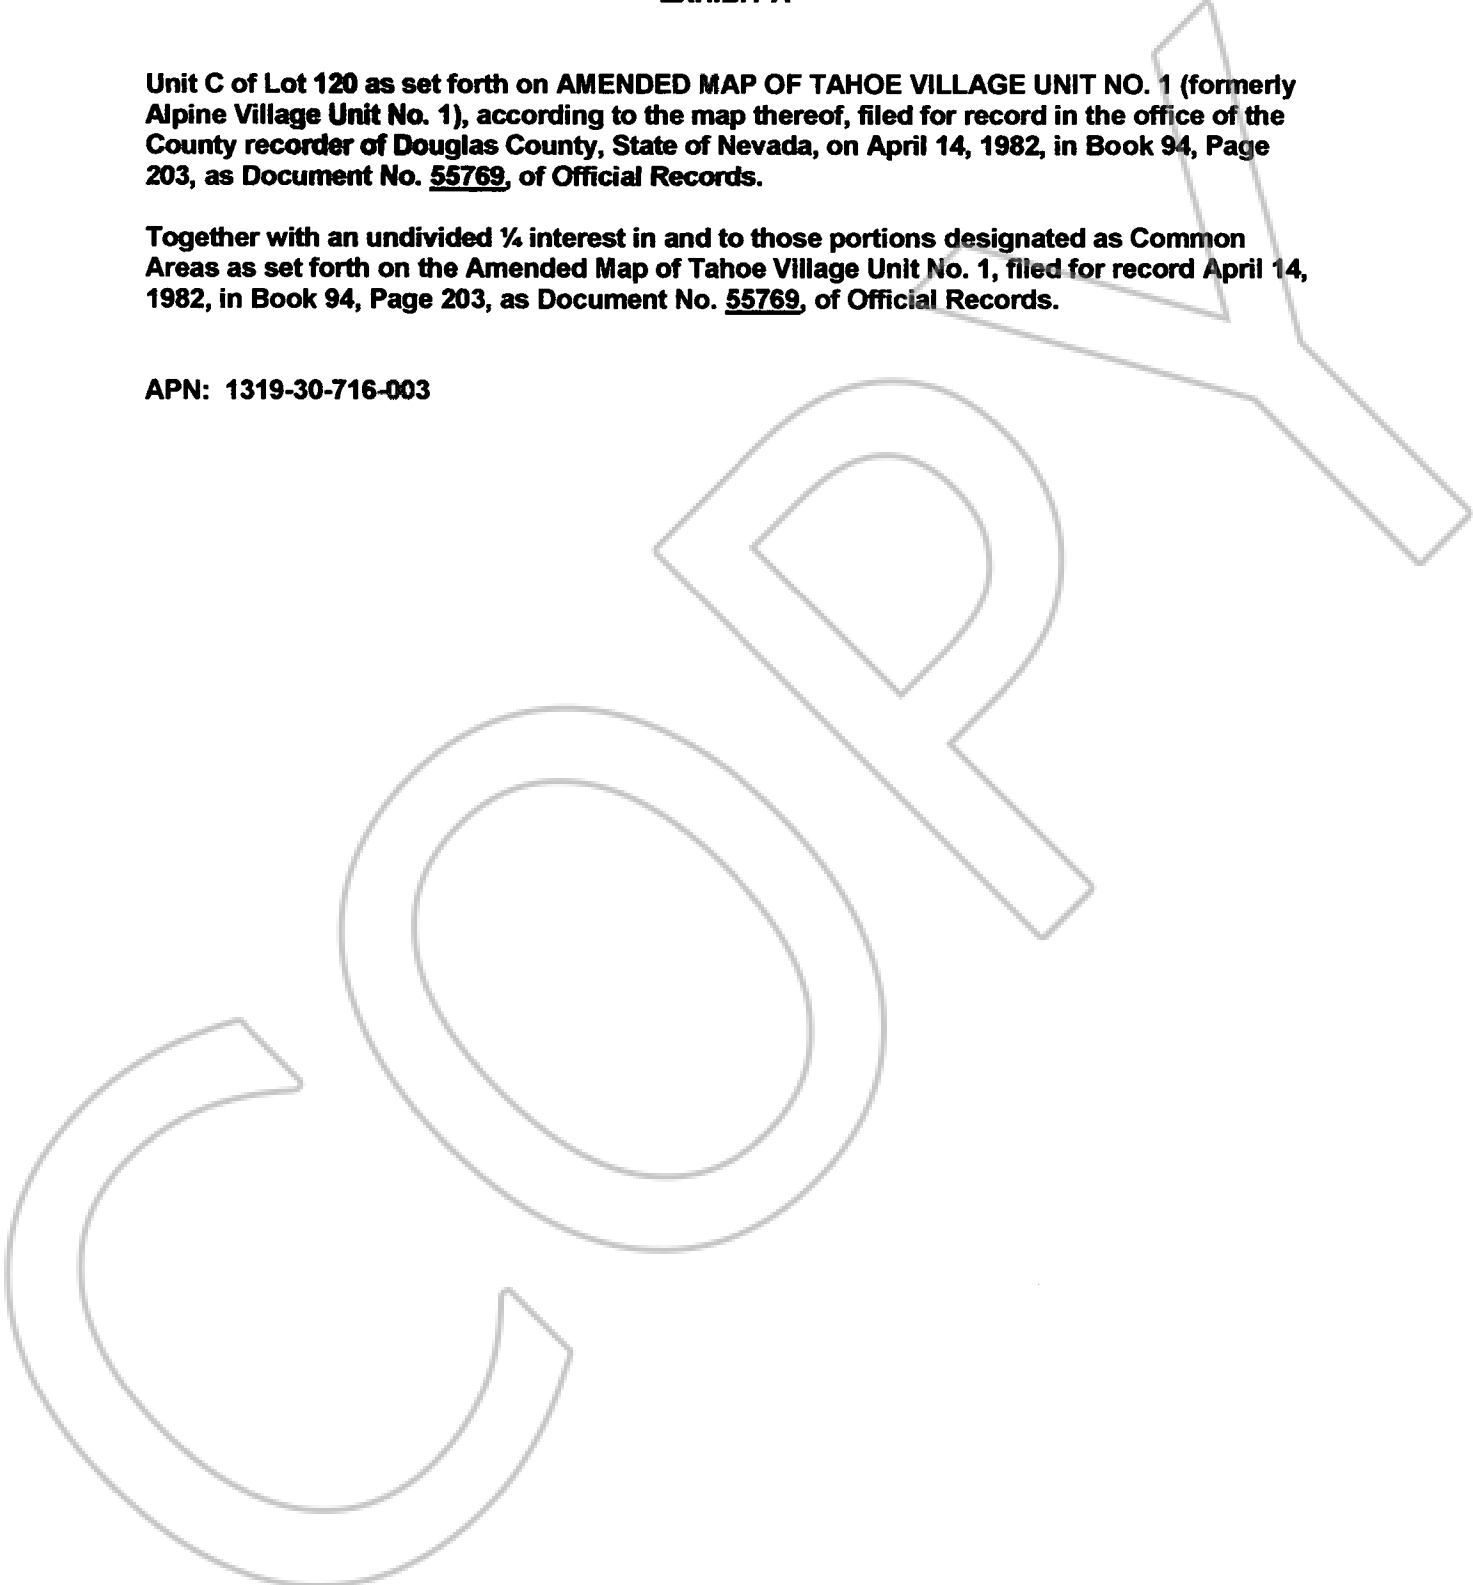 Unit C of Lot 120 as set forth on AMENDED MAP OF TAHOE VILLAGE UNIT NO. 1 (formerly
Alpine Village Unit No. 1), according to the map thereof, filed for record in the office of the
County recorder of Douglas County, State of Nevada, on April 14, 1982, in Book 94, Page
203, as Document No. 55769, of Official Records.
Together with an undivided ¼ interest in and to those portions designated as Common
Areas as set forth on the Amended Map of Tahoe Village Unit No. 1, filed for record April 14,
1982, in Book 94, Page 203, as Document No. 55769, of Official Records.
APN: 1319-30-716-003
COPY